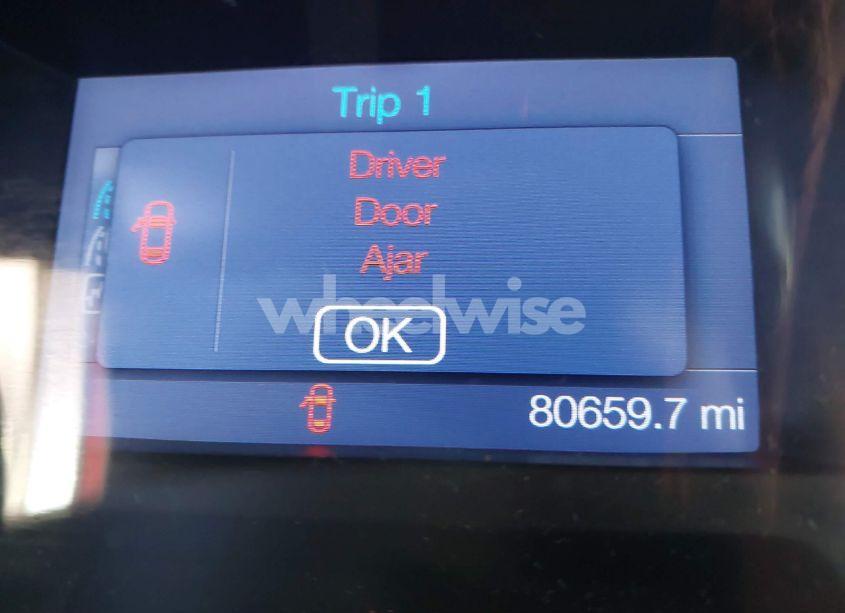 Trip 1
Driver
Door
Ajar
wheelwise
OK
80659.7 mi